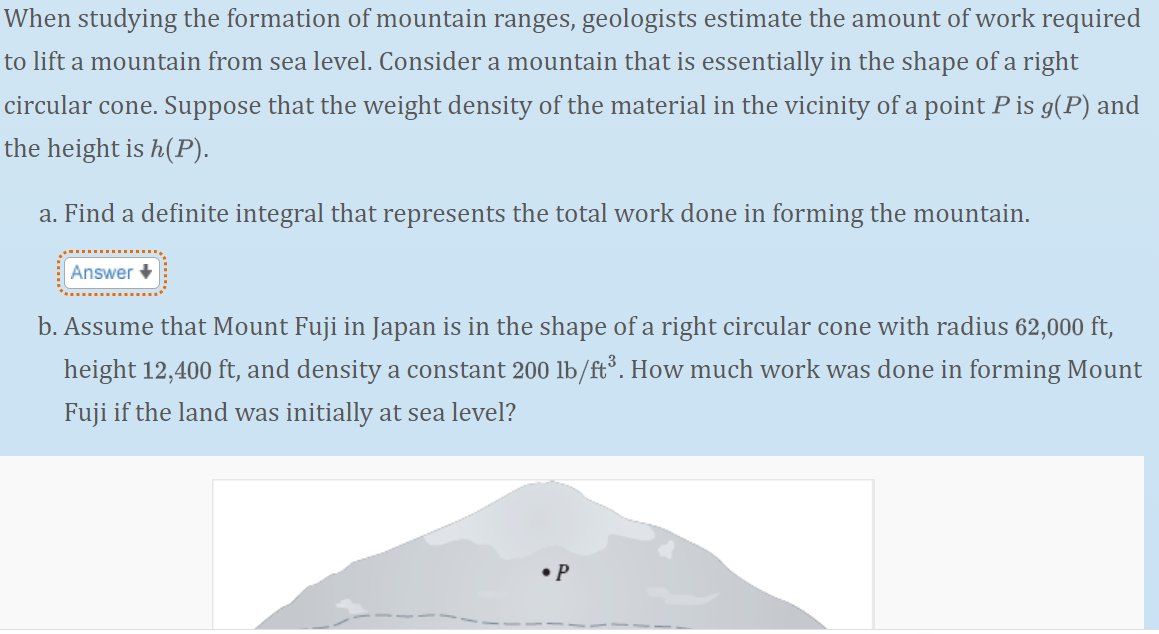 When studying the formation of mountain ranges, geologists estimate the amount of work required
to lift a mountain from sea level. Consider a mountain that is essentially in the shape of a right
circular cone. Suppose that the weight density of the material in the vicinity of a point P is g(P) and
the height is h(P).
a. Find a definite integral that represents the total work done in forming the mountain.
Answer
b. Assume that Mount Fuji in Japan is in the shape of a right circular cone with radius 62,000 ft,
height 12,400 ft, and density a constant 200 lb/ft³. How much work was done in forming Mount
Fuji if the land was initially at sea level?
P